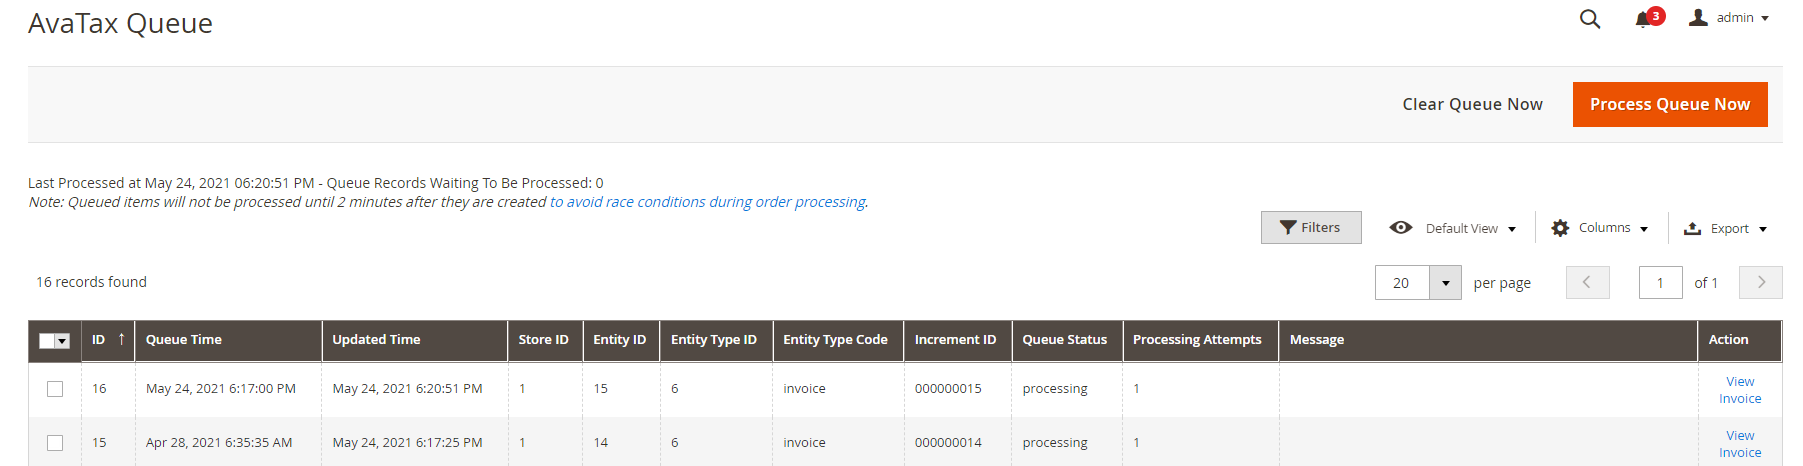 AvaTax Queue
3
admin
Clear Queue Now
Process Queue Now
Last Processed at May 24, 2021 06:20:51 PM - Queue Records Waiting To Be Processed: 0
Note: Queued items will not be processed until 2 minutes after they are created to avoid race conditions during order processing.
Filters
Default View
Columns
Export
16 records found
20
per page
1
of 1
ID ↑ Queue Time Updated Time Store ID Entity ID Entity Type ID Entity Type Code Increment ID Queue Status Processing Attempts Message Action
16 May 24, 2021 6:17:00 PM May 24, 2021 6:20:51 PM 1 15 6 invoice 000000015 processing 1 View
Invoice
15 Apr 28, 2021 6:35:35 AM May 24, 2021 6:17:25 PM 1 14 6 invoice 000000014 processing 1 View
Invoice